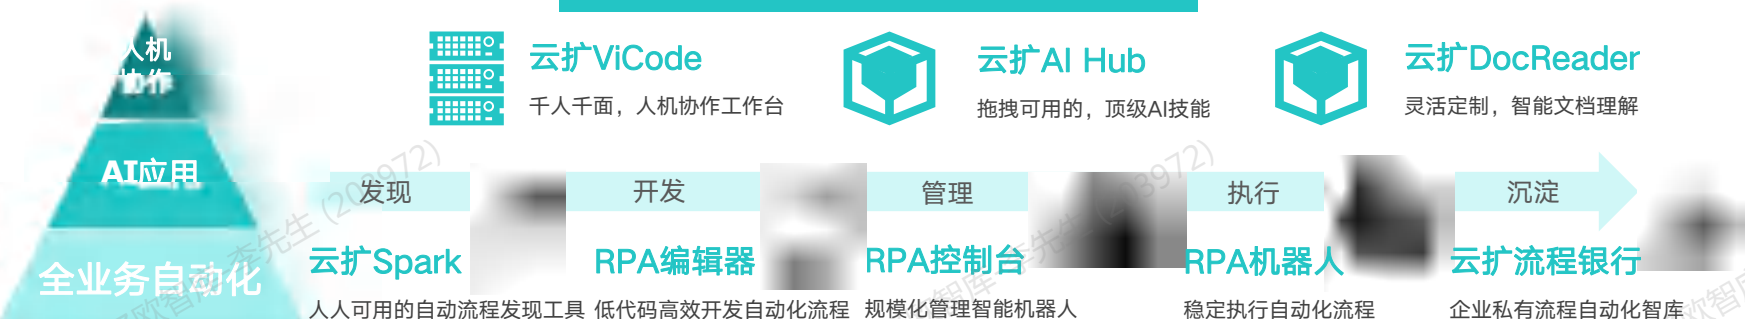 人机
协作
云扩ViCode
千人千面，人机协作工作台
云扩AI Hub
拖拽可用的，顶级AI技能
云扩DocReader
灵活定制，智能文档理解
AI应用
发现
开发
管理
执行
沉淀
全业务自动化
云扩Spark
人人可用的自动流程发现工具
RPA编辑器
低代码高效开发自动化流程
RPA控制台
规模化管理智能机器人
RPA机器人
稳定执行自动化流程
云扩流程银行
企业私有流程自动化智库
李先生 (203972)
欧智库